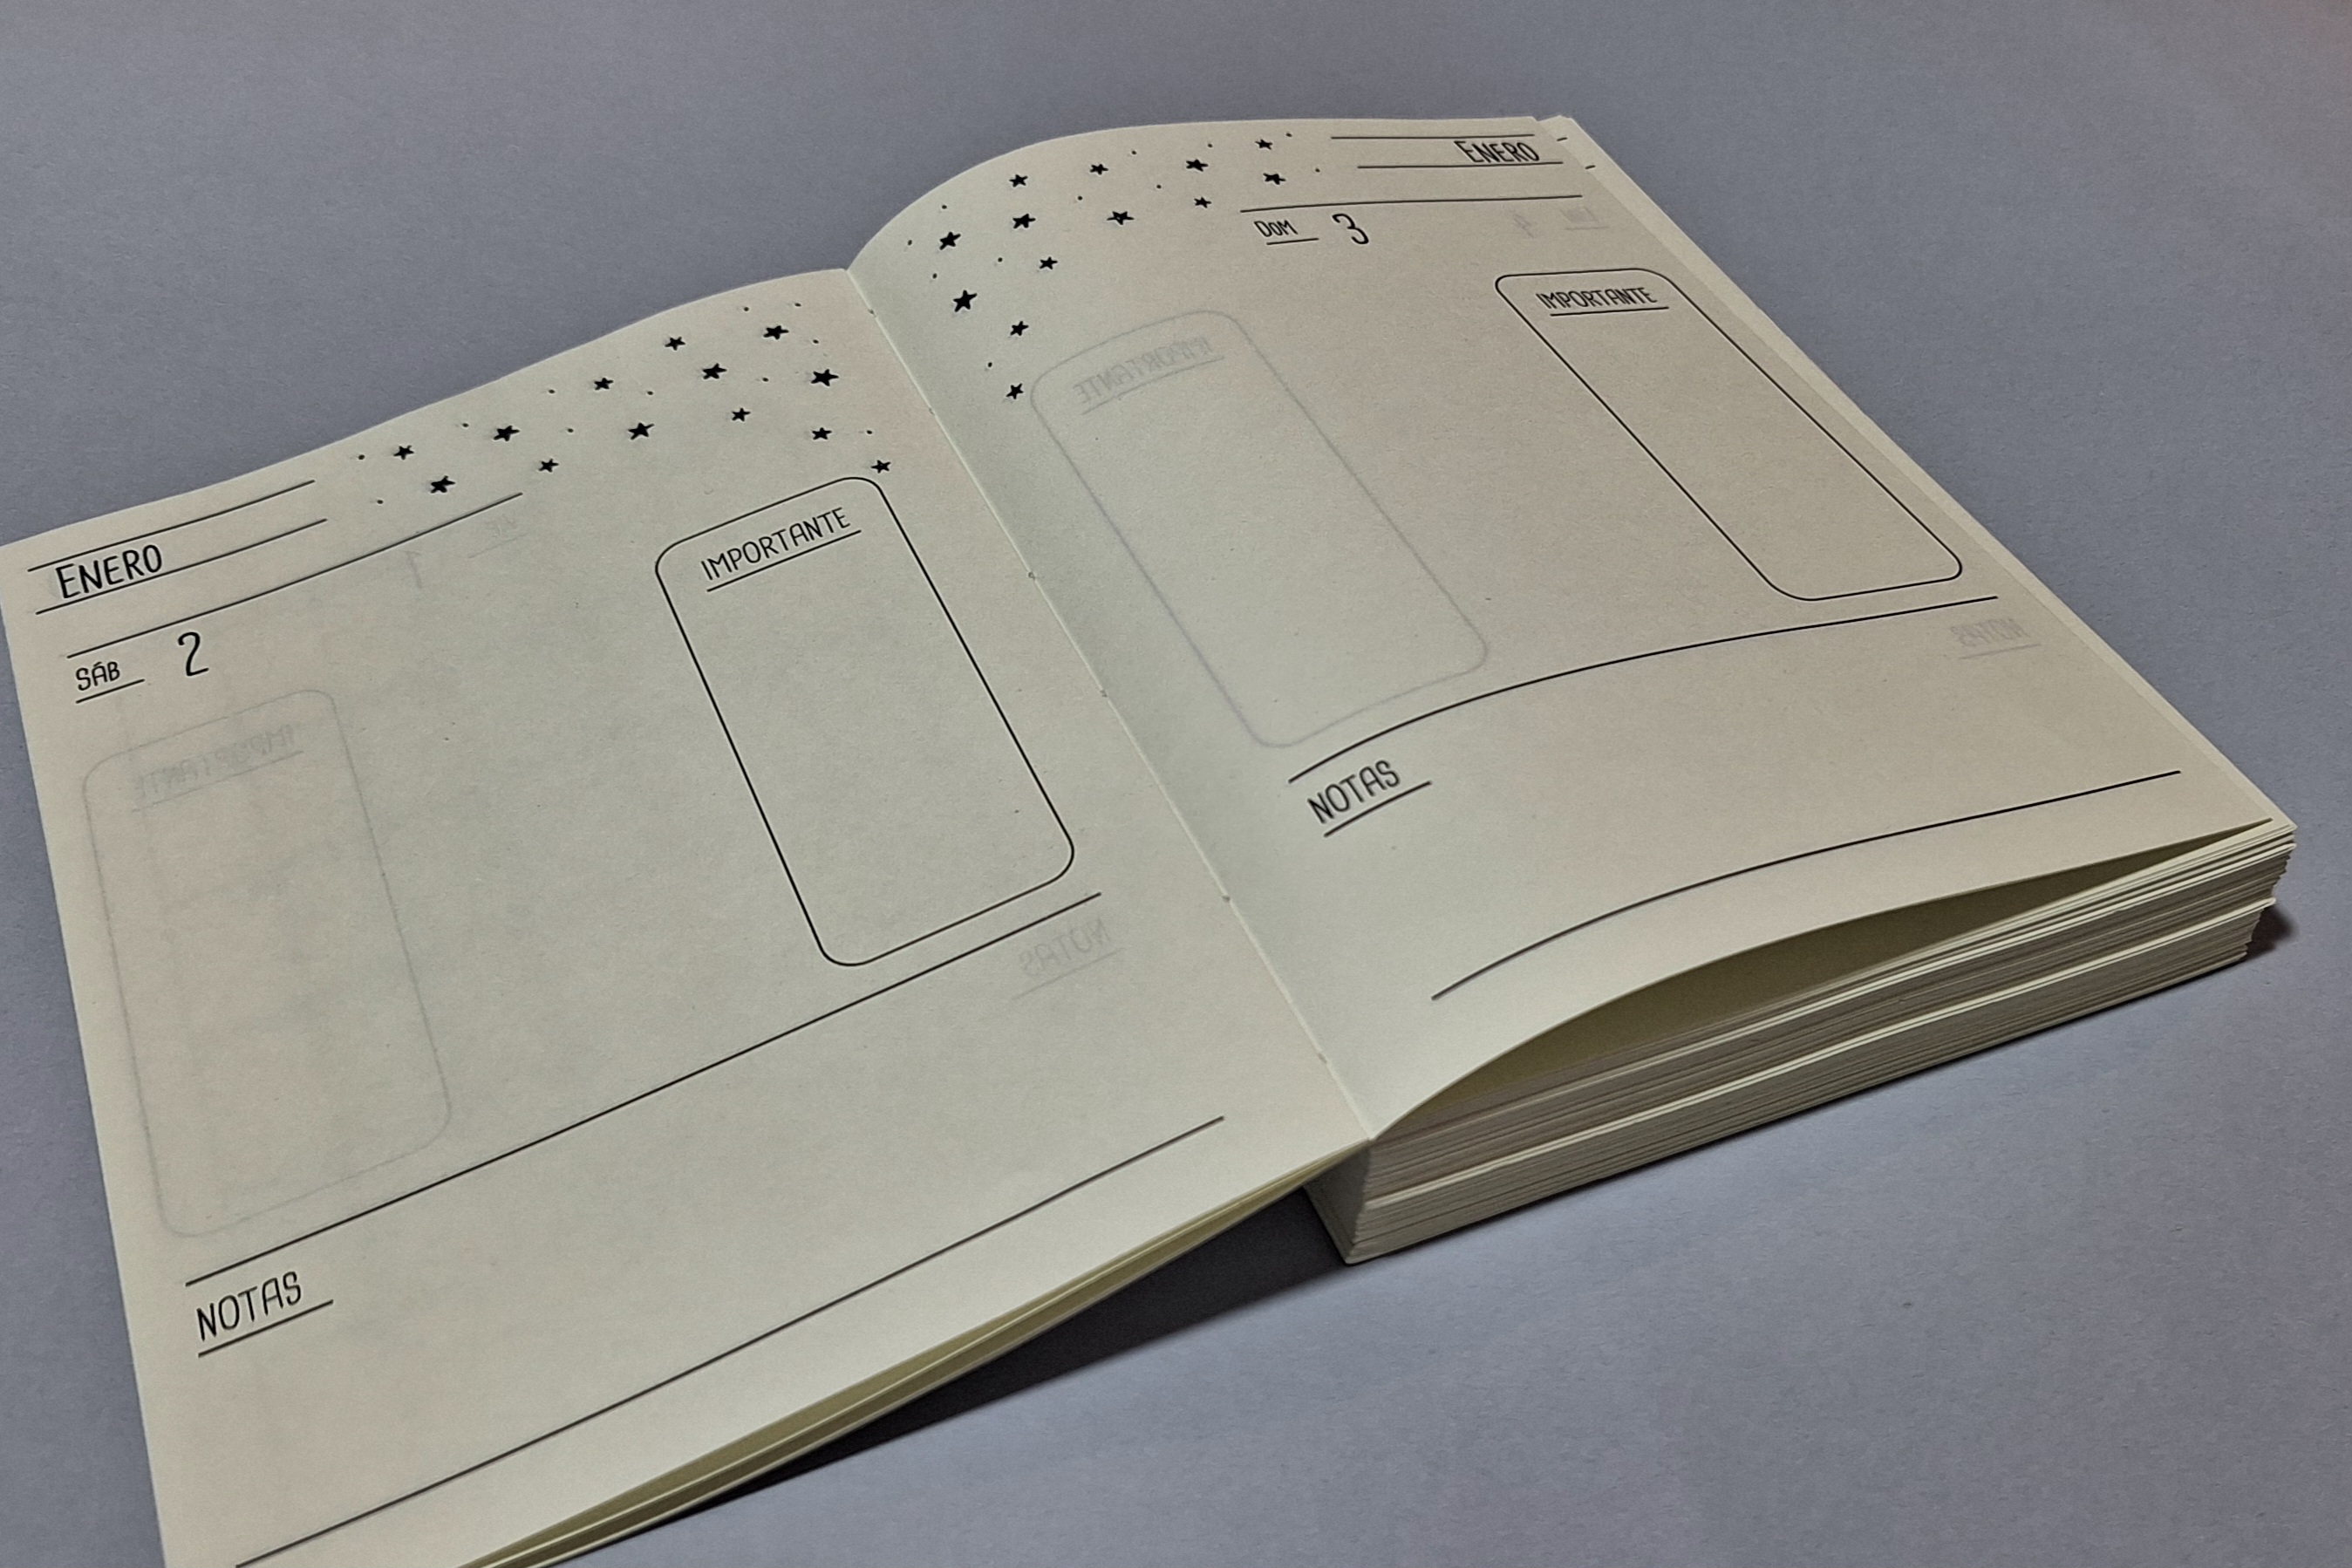 ENERO
SÁB 2
IMPORTANTE
NOTAS
ENERO
DOM 3
IMPORTANTE
NOTAS